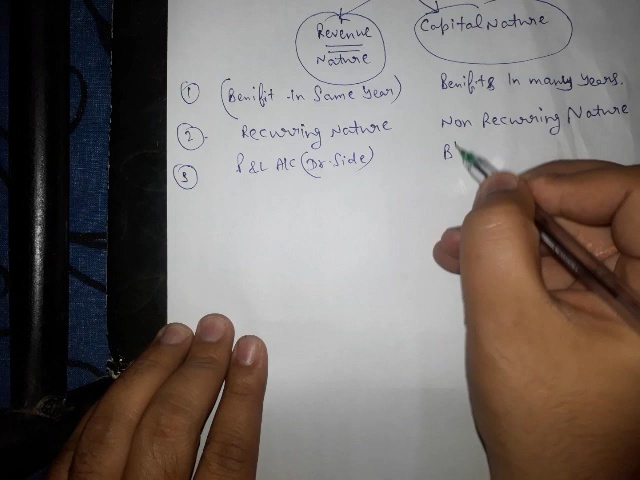 Revenue Nature
Capital Nature
① (Benifit In Same Year) Benifits In many years.
②. Recurring Nature Non Recurring Nature
③ P&L A/C (Dr. Side) B